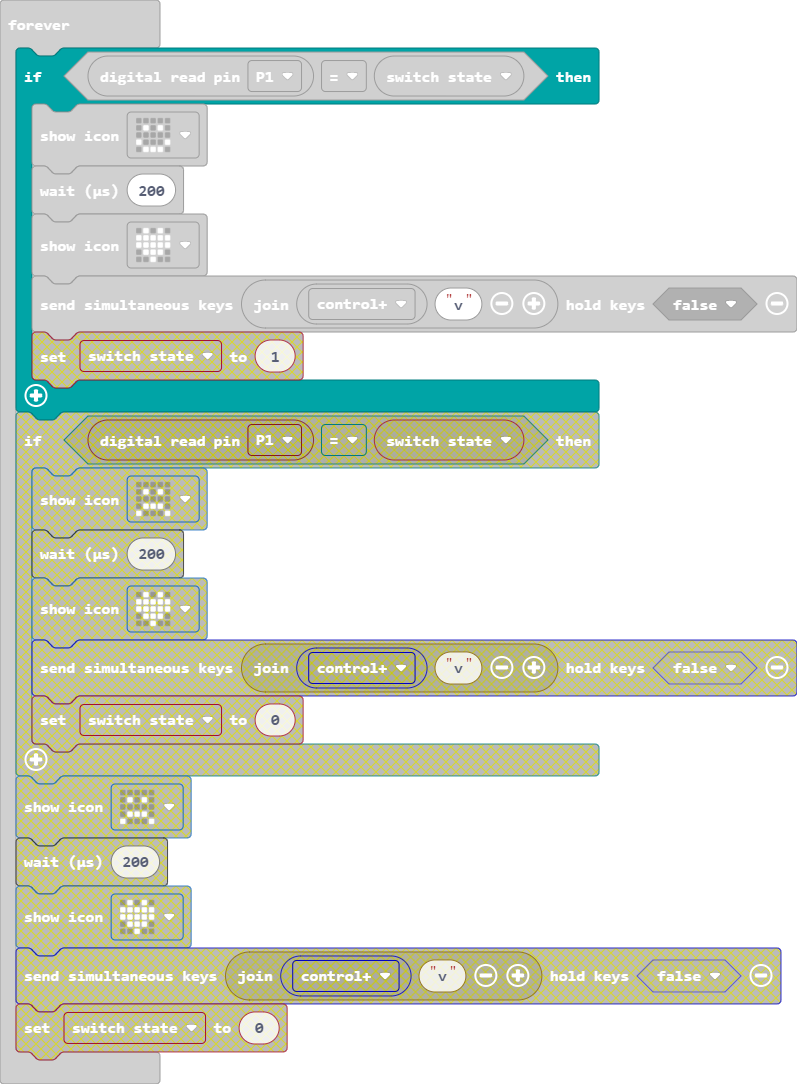 forever
if digital read pin P1 = switch state then
show icon
wait (µs) 200
show icon
send simultaneous keys join control+ "v" hold keys false
set switch state to 1
if digital read pin P1 = switch state then
show icon
wait (µs) 200
show icon
send simultaneous keys join control+ "v" hold keys false
set switch state to 0
show icon
wait (µs) 200
show icon
send simultaneous keys join control+ "v" hold keys false
set switch state to 0